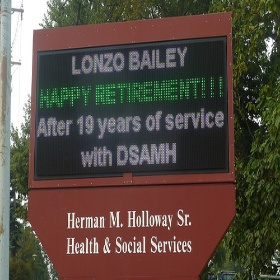 LONZO BAILEY
HAPPY RETIREMENT!!!
After 19 years of service
with DSAMH
Herman M. Holloway Sr.
Health & Social Services